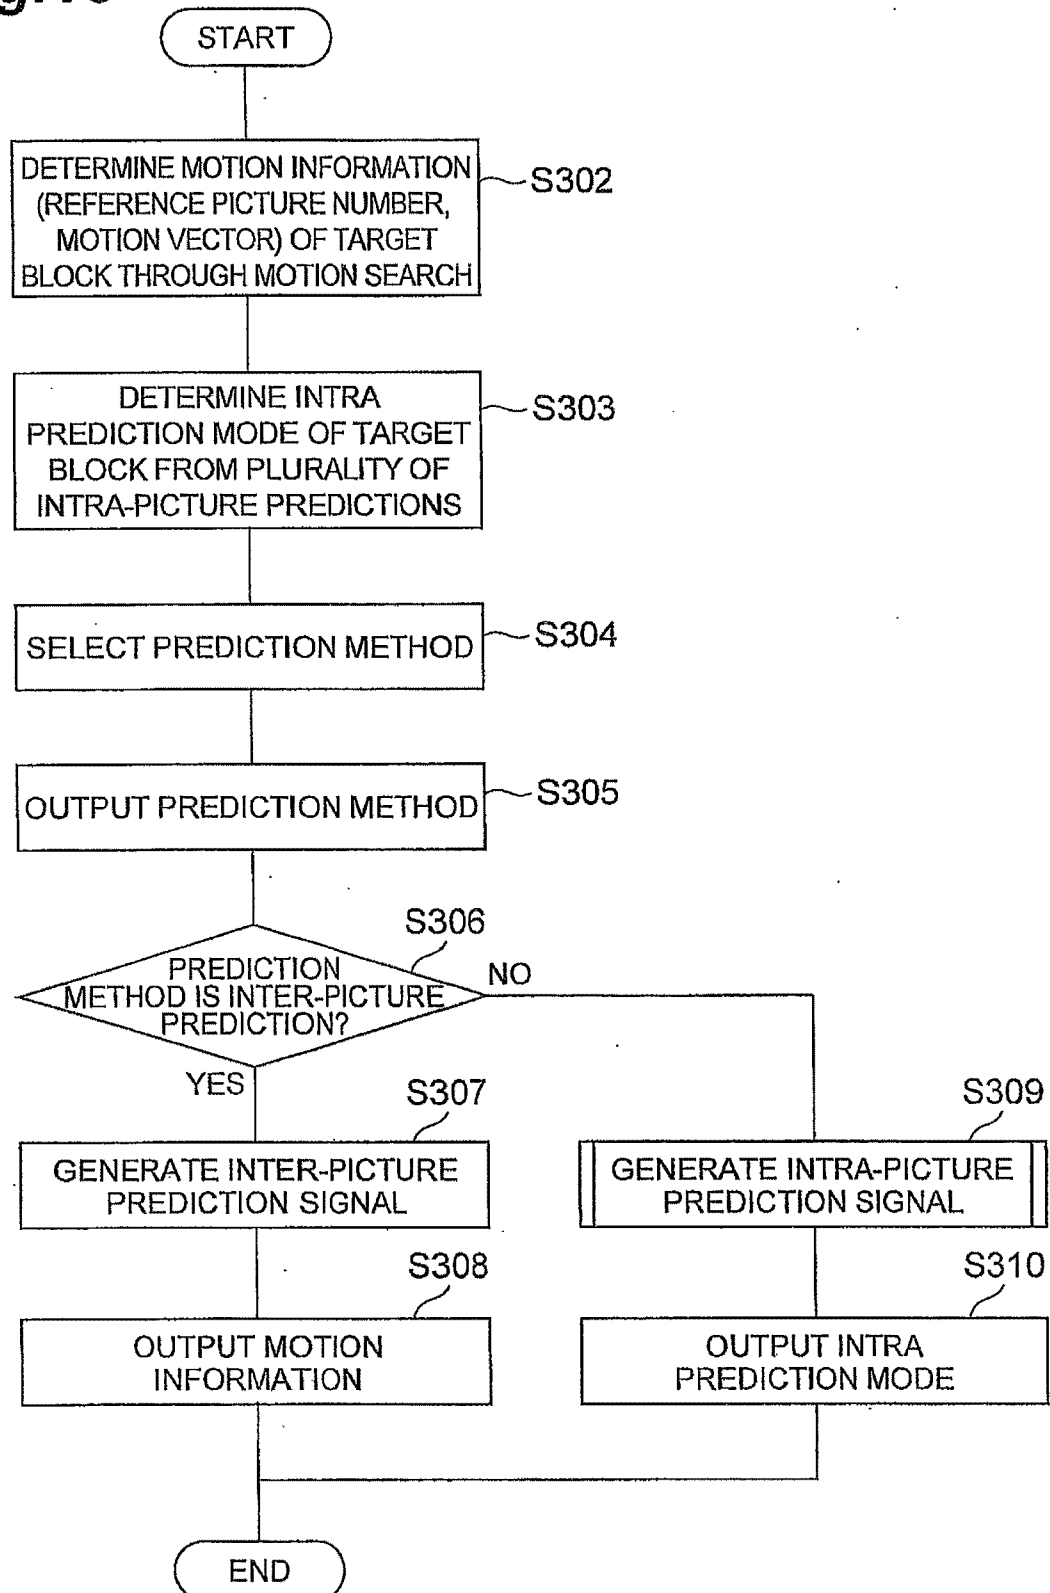 START
DETERMINE MOTION INFORMATION
(REFERENCE PICTURE NUMBER,
MOTION VECTOR) OF TARGET
BLOCK THROUGH MOTION SEARCH
S302
DETERMINE INTRA
PREDICTION MODE OF TARGET
BLOCK FROM PLURALITY OF
INTRA-PICTURE PREDICTIONS
S303
SELECT PREDICTION METHOD
S304
OUTPUT PREDICTION METHOD
S305
S306
PREDICTION
METHOD IS INTER-PICTURE
PREDICTION?
NO
YES
S307
GENERATE INTER-PICTURE
PREDICTION SIGNAL
S309
GENERATE INTRA-PICTURE
PREDICTION SIGNAL
S308
OUTPUT MOTION
INFORMATION
S310
OUTPUT INTRA
PREDICTION MODE
END